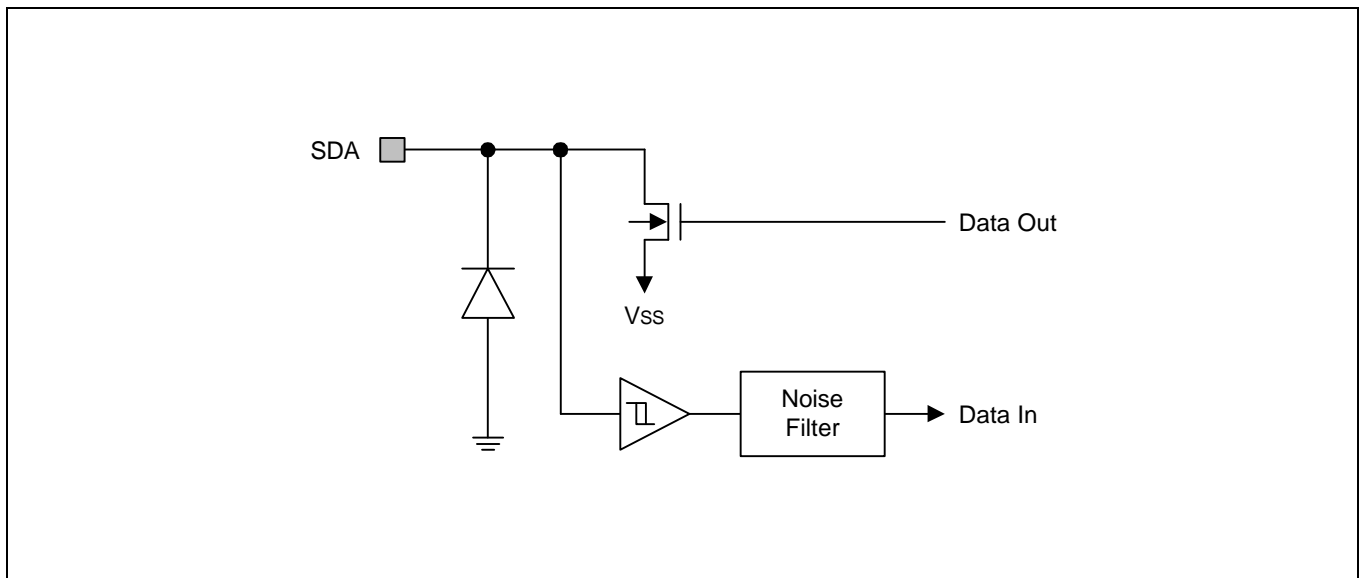 SDA
Data Out
Vss
Noise
Filter
Data In